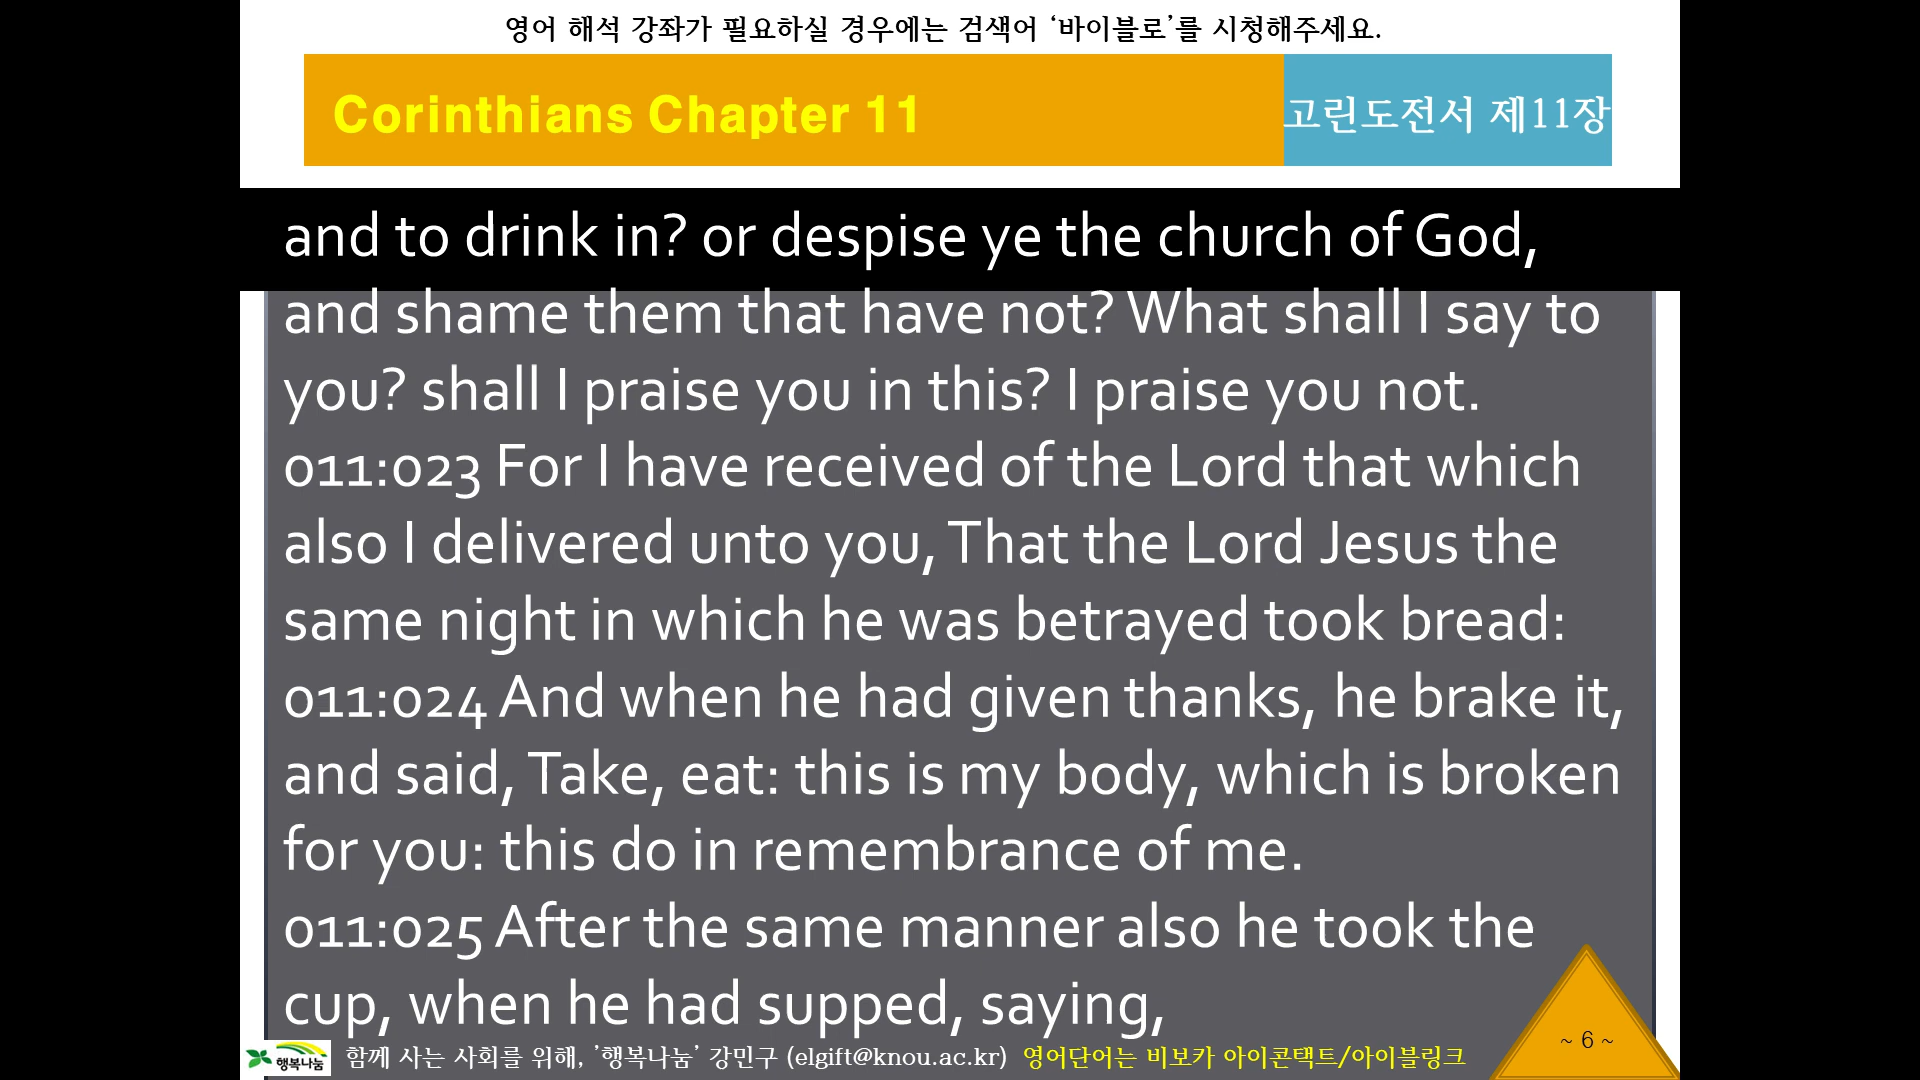 영어 해석 강좌가 필요하실 경우에는 검색어 ‘바이블로’를 시청해주세요.
Corinthians Chapter 11
고린도전서 제11장
and to drink in? or despise ye the church of God,
and shame them that have not? What shall I say to
you? shall I praise you in this? I praise you not.
011:023 For I have received of the Lord that which
also I delivered unto you, That the Lord Jesus the
same night in which he was betrayed took bread:
011:024 And when he had given thanks, he brake it,
and said, Take, eat: this is my body, which is broken
for you: this do in remembrance of me.
011:025 After the same manner also he took the
cup, when he had supped, saying,
~ 6 ~
행복나눔
함께 사는 사회를 위해, ’행복나눔’ 강민구 (elgift@knou.ac.kr) 영어단어는 비보카 아이콘택트/아이블링크